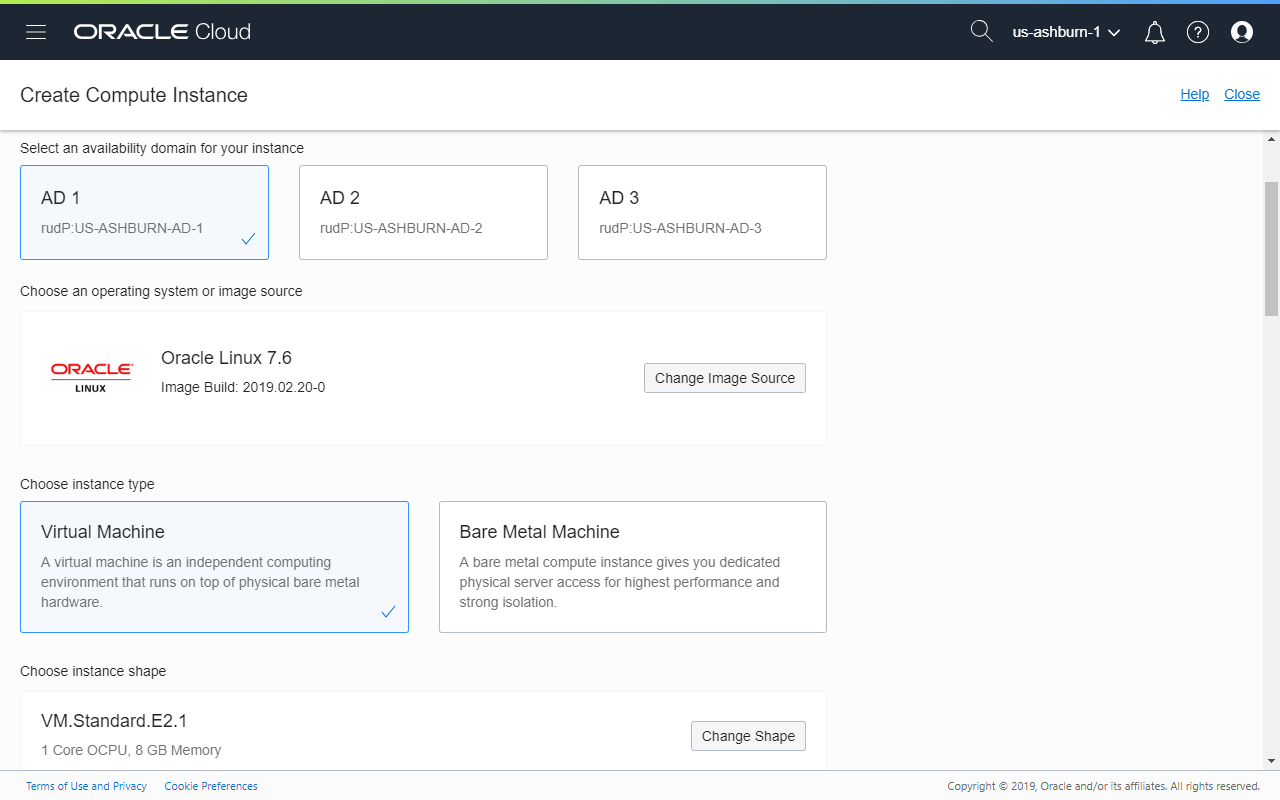 ORACLE Cloud
us-ashburn-1
Create Compute Instance
Help
Close
Select an availability domain for your instance
AD 1
rudP:US-ASHBURN-AD-1
AD 2
rudP:US-ASHBURN-AD-2
AD 3
rudP:US-ASHBURN-AD-3
Choose an operating system or image source
ORACLE
LINUX
Oracle Linux 7.6
Image Build: 2019.02.20-0
Change Image Source
Choose instance type
Virtual Machine
A virtual machine is an independent computing
environment that runs on top of physical bare metal
hardware.
Bare Metal Machine
A bare metal compute instance gives you dedicated
physical server access for highest performance and
strong isolation.
Choose instance shape
VM.Standard.E2.1
1 Core OCPU, 8 GB Memory
Change Shape
Terms of Use and Privacy
Cookie Preferences
Copyright © 2019, Oracle and/or its affiliates. All rights reserved.